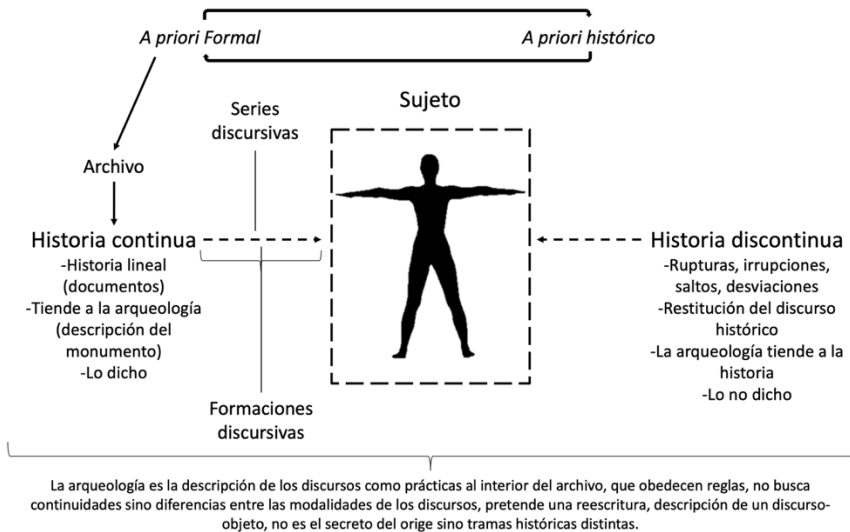 A priori Formal
A priori histórico
Series
discursivas
Sujeto
Archivo
Historia continua
-Historia lineal
(documentos)
-Tiende a la arqueología
(descripción del
monumento)
-Lo dicho
Historia discontinua
-Rupturas, irrupciones,
saltos, desviaciones
-Restitución del discurso
histórico
-La arqueología tiende a la
historia
-Lo no dicho
Formaciones
discursivas
La arqueología es la descripción de los discursos como prácticas al interior del archivo, que obedecen reglas, no busca
continuidades sino diferencias entre las modalidades de los discursos, pretende una reescritura, descripción de un discurso-
objeto, no es el secreto del orige sino tramas históricas distintas.